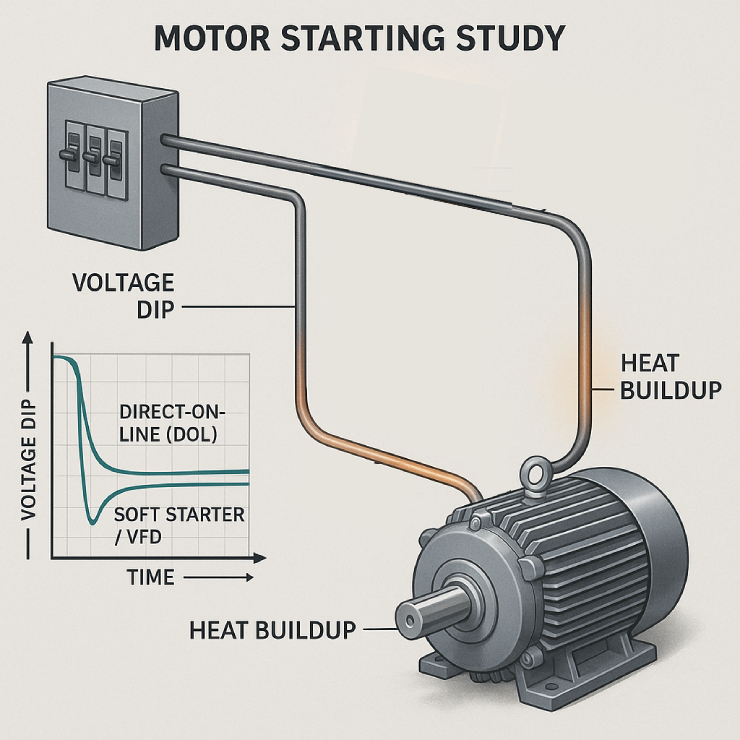 MOTOR STARTING STUDY
VOLTAGE
DIP
HEAT
BUILDUP
VOLTAGE DIP
DIRECT-ON-
LINE (DOL)
SOFT STARTER
/ VFD
TIME
HEAT BUILDUP